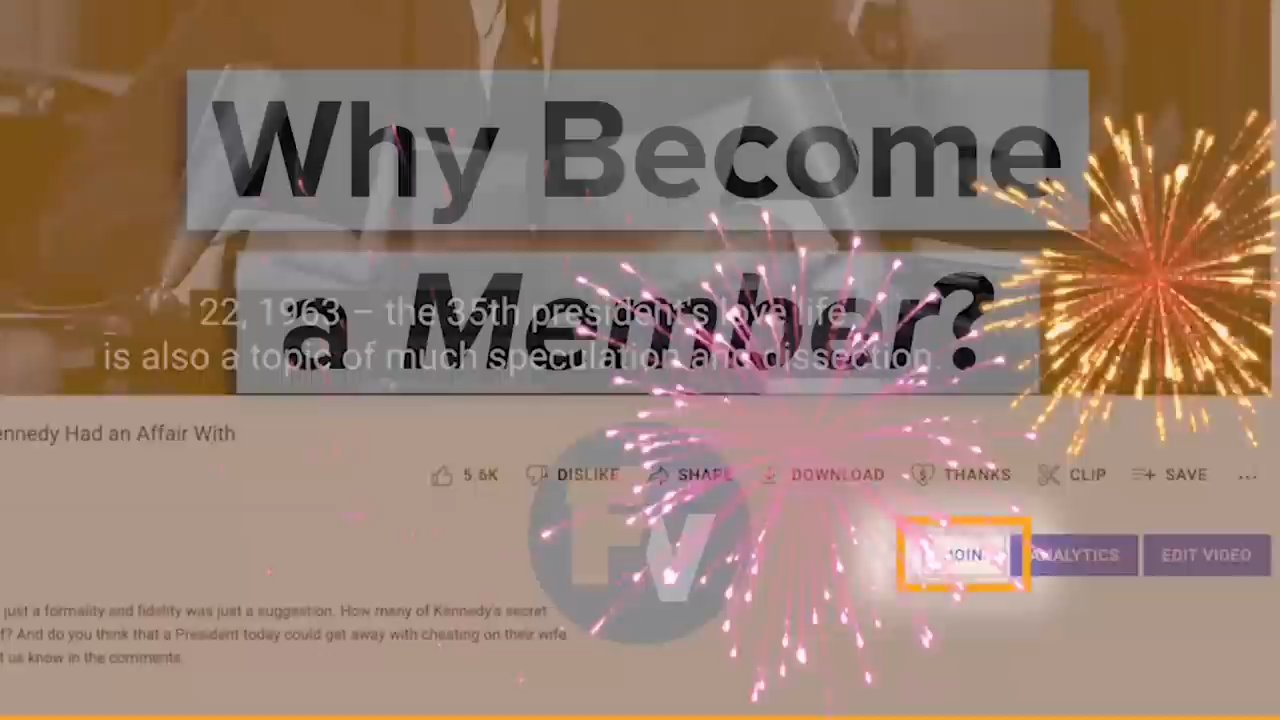 Why Become
a Member?
22, 1963 – the 35th president's love life
is also a topic of much speculation and dissection.
ennedy Had an Affair With
5.6K DISLIKE SHARE DOWNLOAD THANKS CLIP SAVE ...
JOIN ANALYTICS EDIT VIDEO
FV
just a formality and fidelity was just a suggestion. How many of Kennedy's secret
f? And do you think that a President today could get away with cheating on their wife
t us know in the comments.